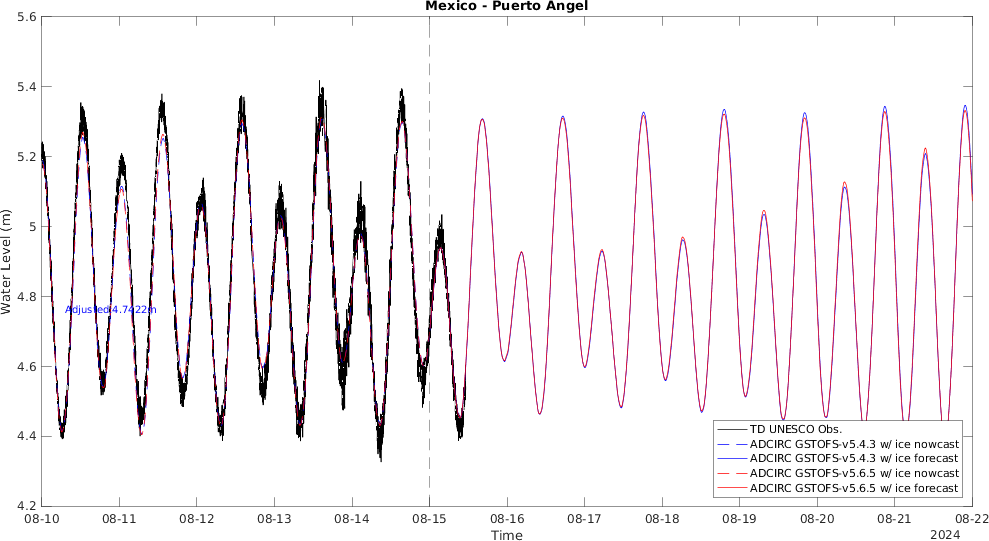 Mexico - Puerto Angel
5.6
5.4
5.2
5
4.8
4.6
4.4
4.2
Water Level (m)
Adjusted 4.7422m
TD UNESCO Obs.
ADCIRC GSTOFS-v5.4.3 w/ ice nowcast
ADCIRC GSTOFS-v5.4.3 w/ ice forecast
ADCIRC GSTOFS-v5.6.5 w/ ice nowcast
ADCIRC GSTOFS-v5.6.5 w/ ice forecast
08-10 08-11 08-12 08-13 08-14 08-15 08-16 08-17 08-18 08-19 08-20 08-21 08-22
Time
2024